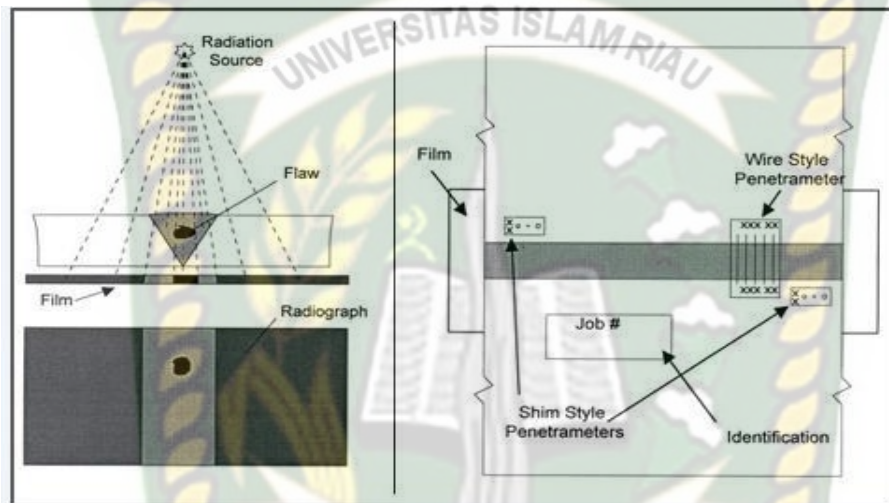 UNIVERSITAS ISLAM RIAU
Radiation
Source
Flaw
Film
Radiograph
Film
Wire Style
Penetrameter
XXX XX
XXX XX
X
X
X
X
Job #
Shim Style
Penetrameters
Identification